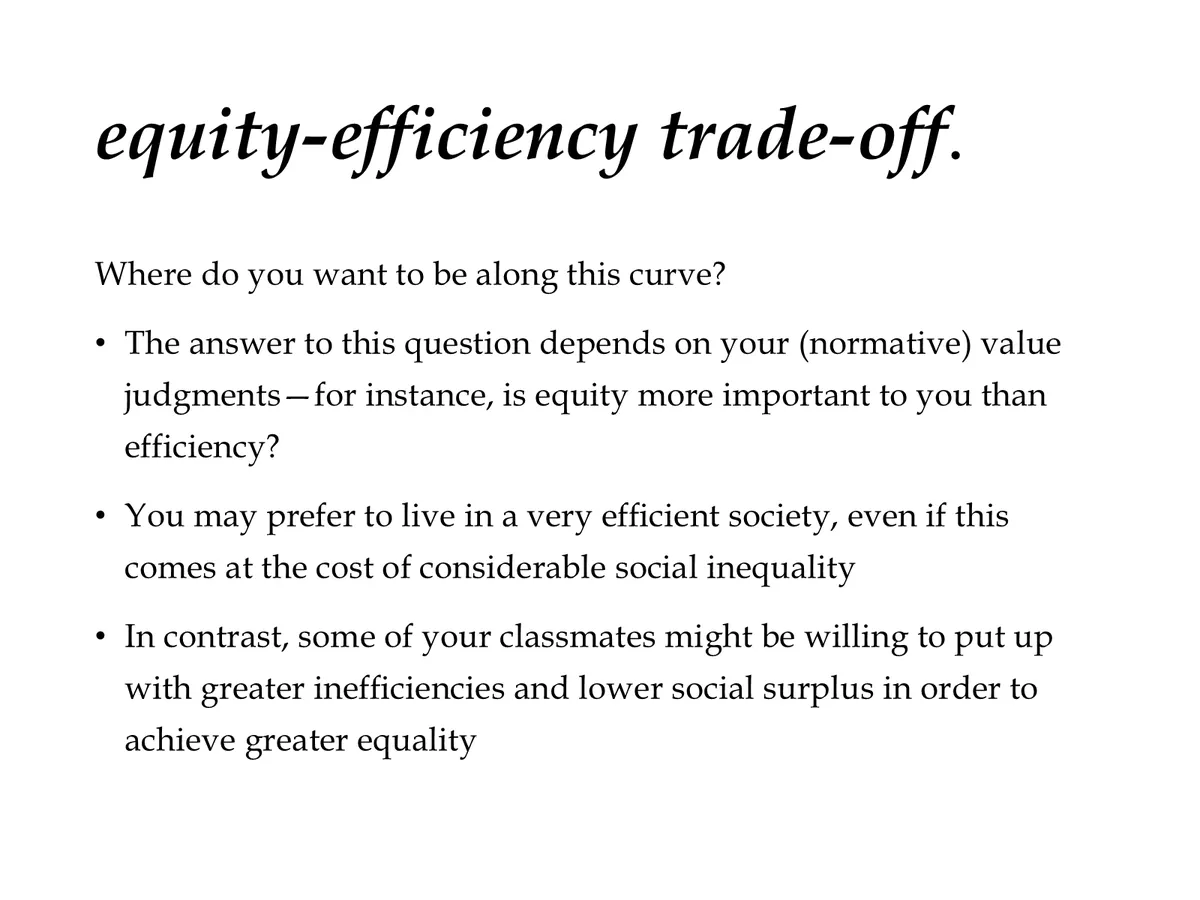 equity-efficiency trade-off.
Where do you want to be along this curve?
• The answer to this question depends on your (normative) value
judgments—for instance, is equity more important to you than
efficiency?
• You may prefer to live in a very efficient society, even if this
comes at the cost of considerable social inequality
• In contrast, some of your classmates might be willing to put up
with greater inefficiencies and lower social surplus in order to
achieve greater equality